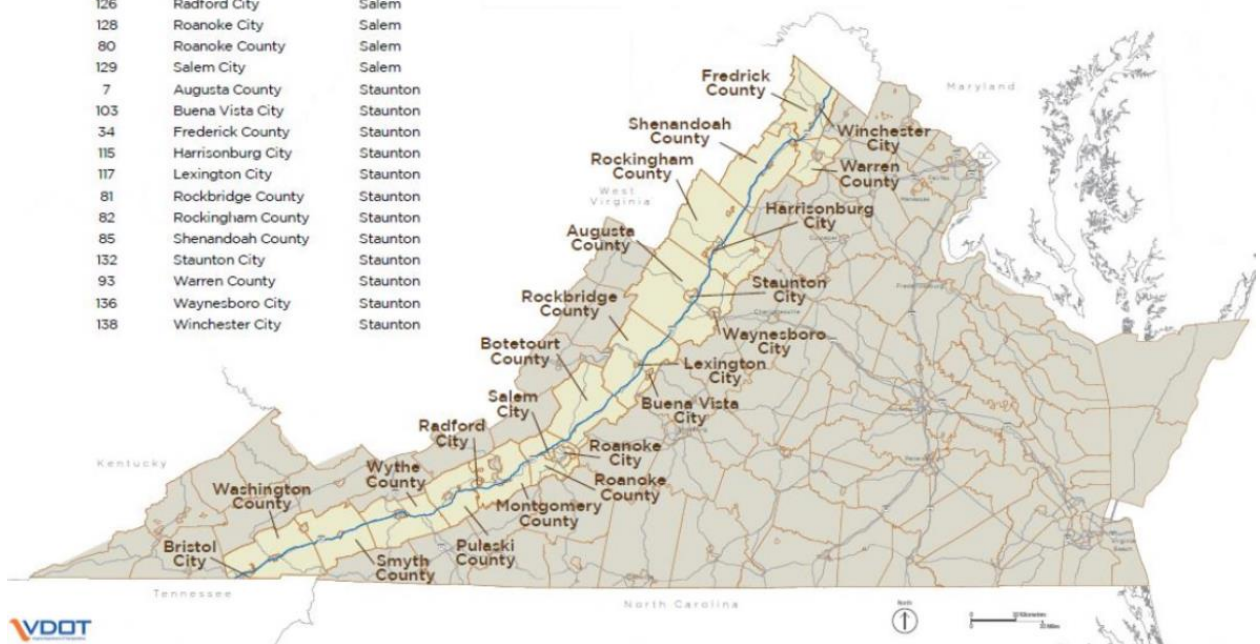 126 Radford City Salem
128 Roanoke City Salem
80 Roanoke County Salem
129 Salem City Salem
7 Augusta County Staunton
103 Buena Vista City Staunton
34 Frederick County Staunton
115 Harrisonburg City Staunton
117 Lexington City Staunton
81 Rockbridge County Staunton
82 Rockingham County Staunton
85 Shenandoah County Staunton
132 Staunton City Staunton
93 Warren County Staunton
136 Waynesboro City Staunton
138 Winchester City Staunton
Fredrick
County
Maryland
Shenandoah
County
Winchester
City
Rockingham
County
Warren
County
West
Virginia
Harrisonburg
City
Augusta
County
Staunton
City
Rockbridge
County
Waynesboro
City
Botetourt
County
Lexington
City
Salem
City
Buena Vista
City
Radford
City
Roanoke
City
Kentucky
Wythe
County
Roanoke
County
Washington
County
Montgomery
County
Bristol
City
Smyth
County
Pulaski
County
Virginia
Beach
Tennessee
North Carolina
North
VDOT